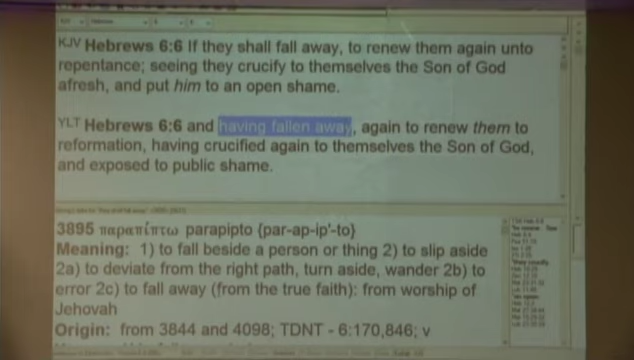 KJV Hebrews 6:6 If they shall fall away, to renew them again unto
repentance; seeing they crucify to themselves the Son of God
afresh, and put him to an open shame.
YLT Hebrews 6:6 and having fallen away, again to renew them to
reformation, having crucified again to themselves the Son of God,
and exposed to public shame.
3895 παραπίπτω parapipto {par-ap-ip'-to}
Meaning: 1) to fall beside a person or thing 2) to slip aside
2a) to deviate from the right path, turn aside, wander 2b) to
error 2c) to fall away (from the true faith): from worship of
Jehovah
Origin: from 3844 and 4098; TDNT - 6:170,846; v